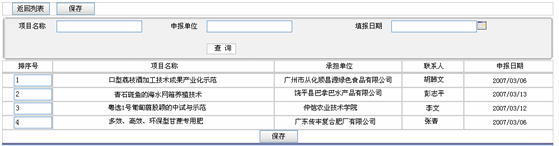 返回列表 保存
项目名称 申报单位 填报日期
查 询
排序号 项目名称 承担单位 联系人 申报日期
1 口型荔枝酒加工技术成果产业化示范 广州市从化顺昌源绿色食品有限公司 胡韩文 2007/03/06
2 青石斑鱼的海水网箱养殖技术 饶平县巴拿巴水产品有限公司 彭志平 2007/03/13
3 粤选1号葡萄 的中试与示范 仲恺农业技术学院 李文 2007/03/12
4 多效、高效、环保型甘蔗专用肥 广东传丰复合肥厂有限公司 张青 2007/03/06
保存